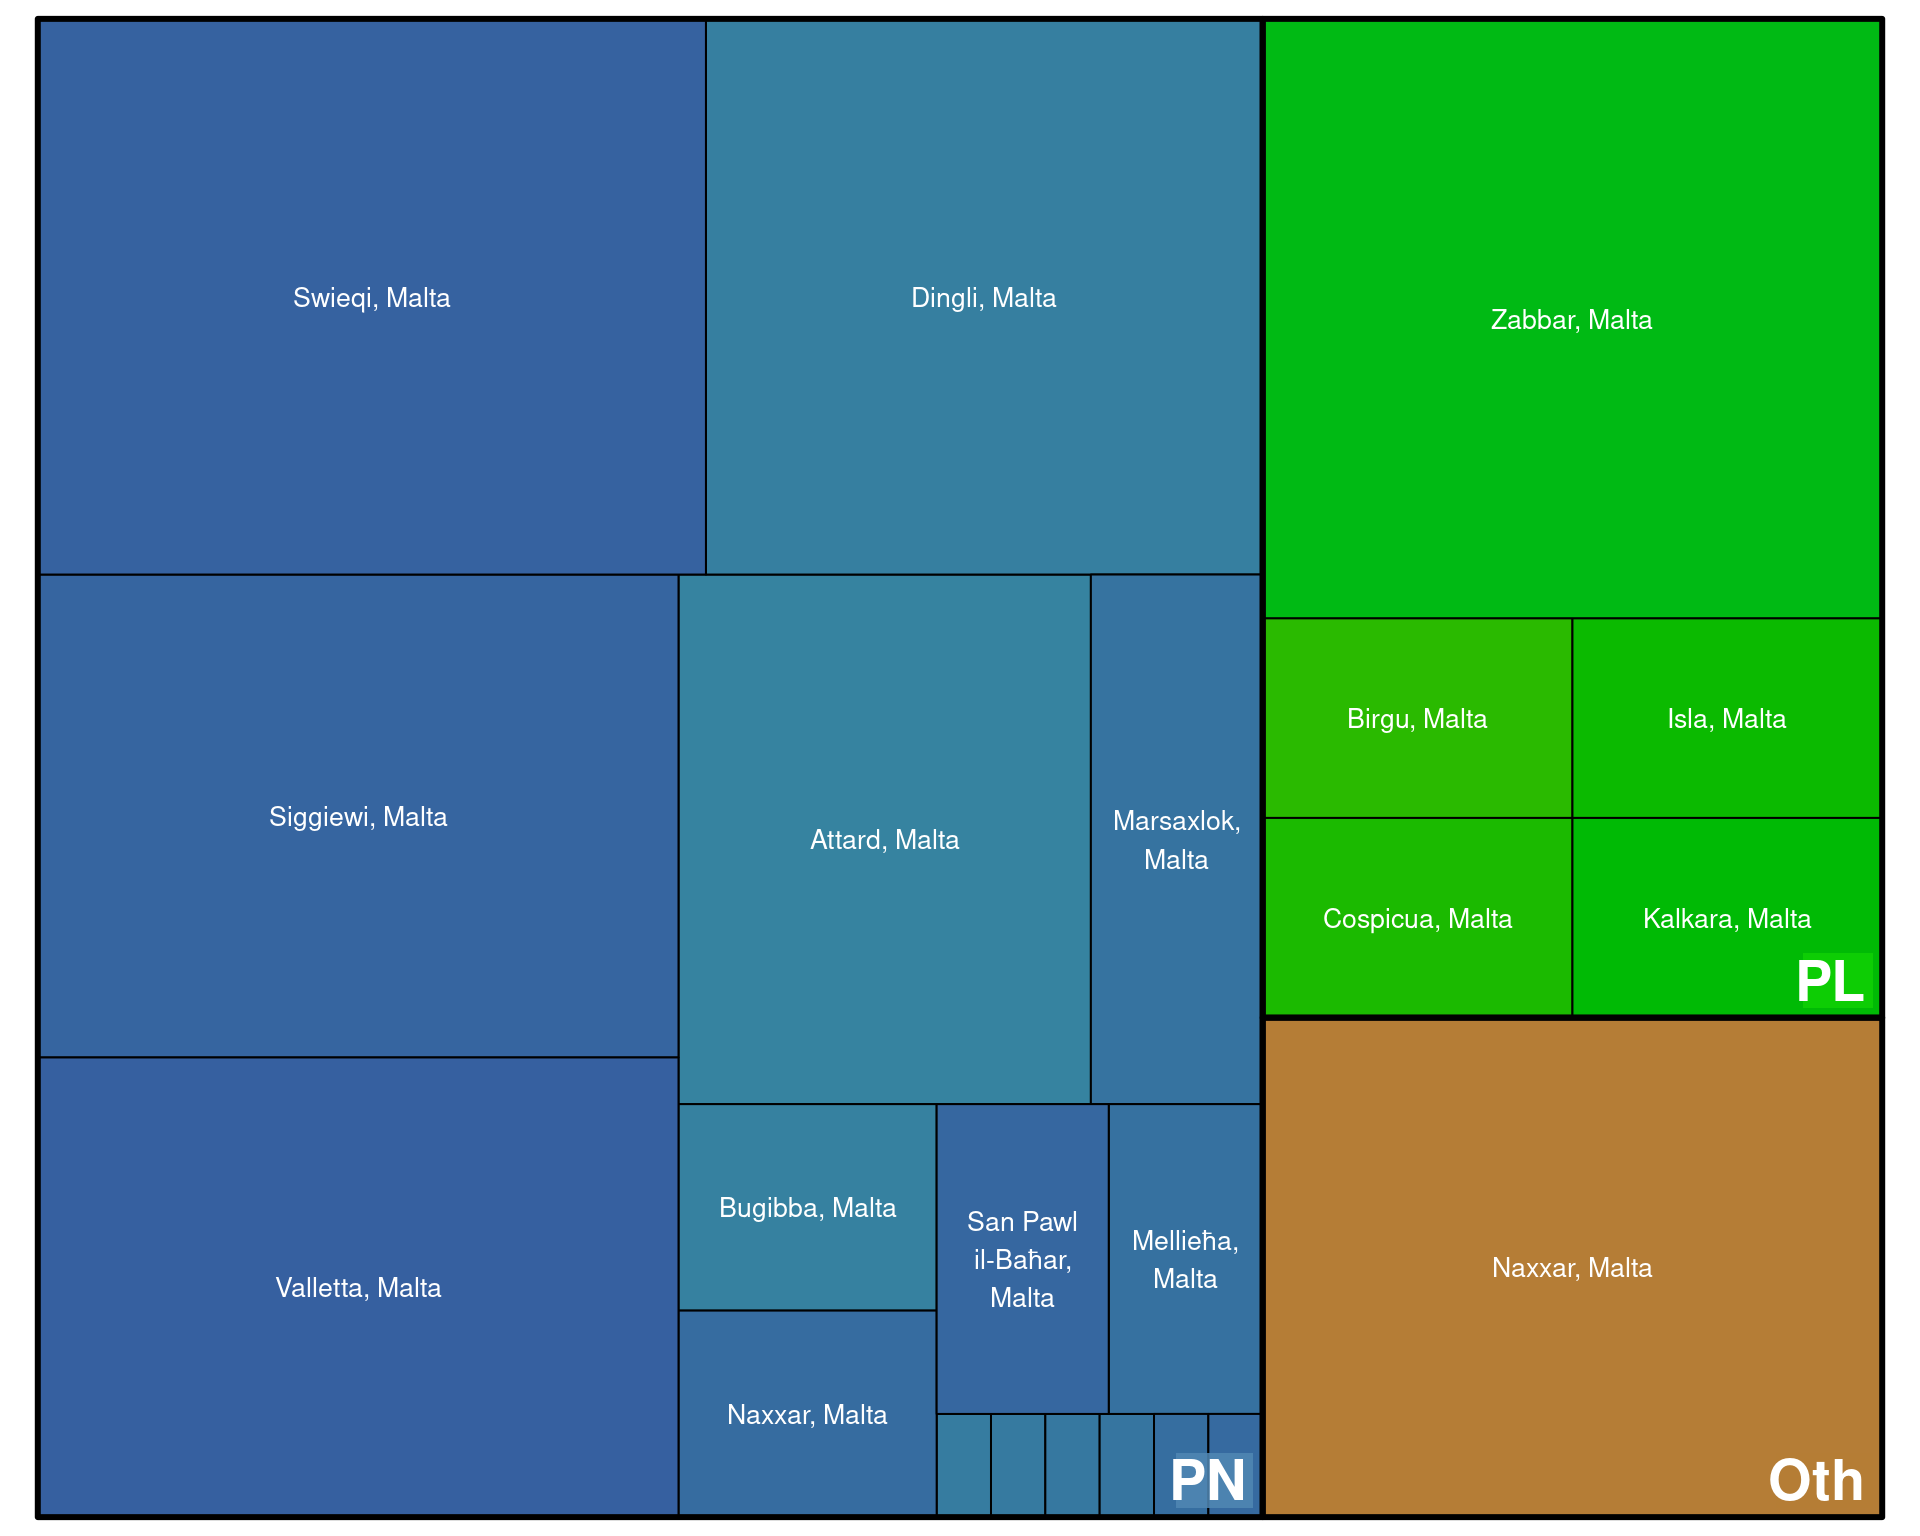 Swieqi, Malta
Dingli, Malta
Zabbar, Malta
Siggiewi, Malta
Attard, Malta
Marsaxlok,
Malta
Birgu, Malta
Isla, Malta
Cospicua, Malta
Kalkara, Malta
PL
Valletta, Malta
Bugibba, Malta
San Pawl
il-Baħar,
Malta
Mellieħa,
Malta
Naxxar, Malta
Naxxar, Malta
PN
Oth